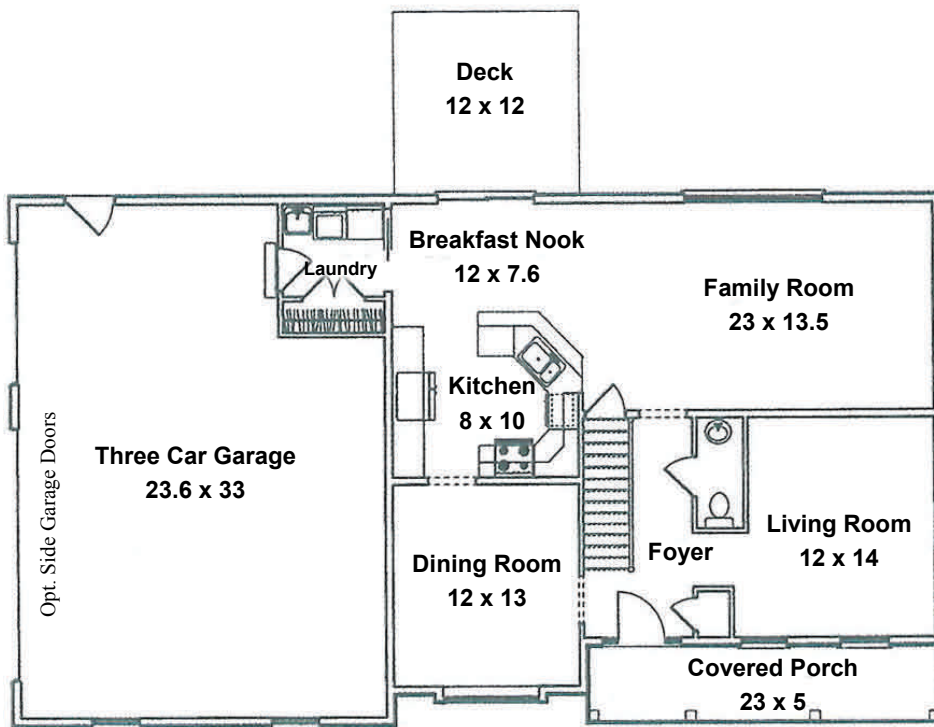 Deck
12 x 12
Breakfast Nook
12 x 7.6
Laundry
Family Room
23 x 13.5
Kitchen
8 x 10
Three Car Garage
23.6 x 33
Opt. Side Garage Doors
Living Room
12 x 14
Foyer
Dining Room
12 x 13
Covered Porch
23 x 5